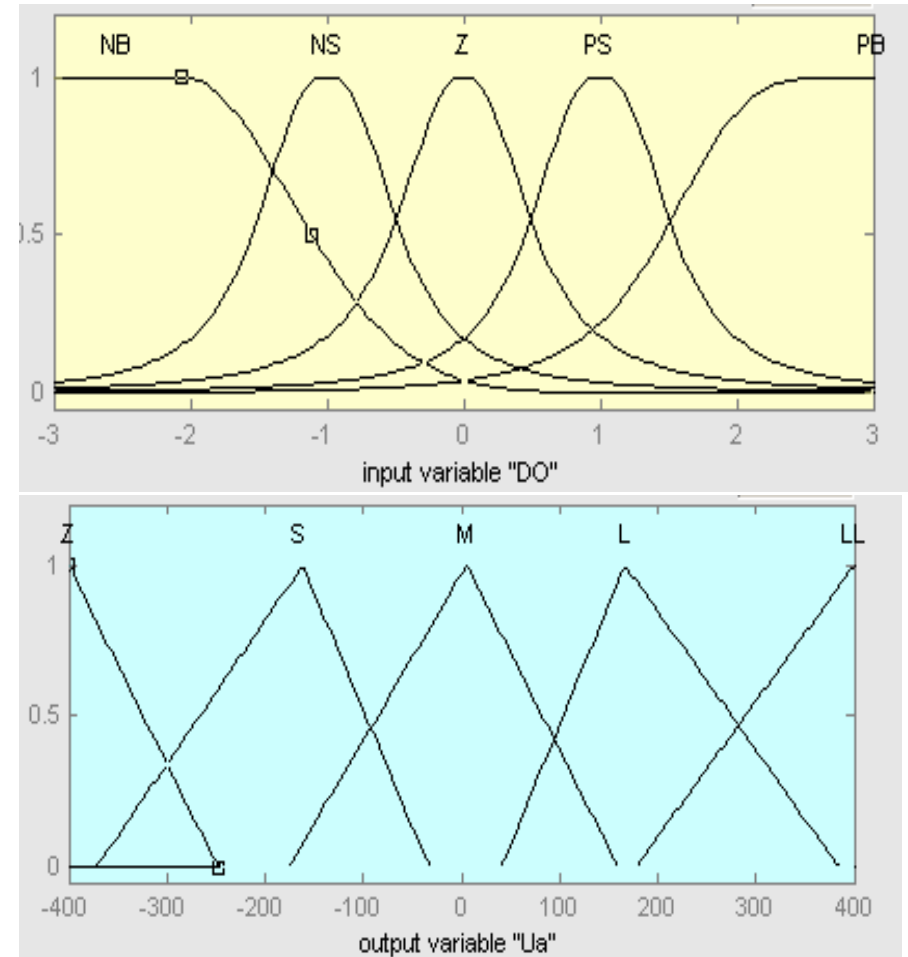 NB NS Z PS PB
1
0.5
0
-3 -2 -1 0 1 2 3
input variable "DO"
Z S M L LL
1
0.5
0
-400 -300 -200 -100 0 100 200 300 400
output variable "Ua"